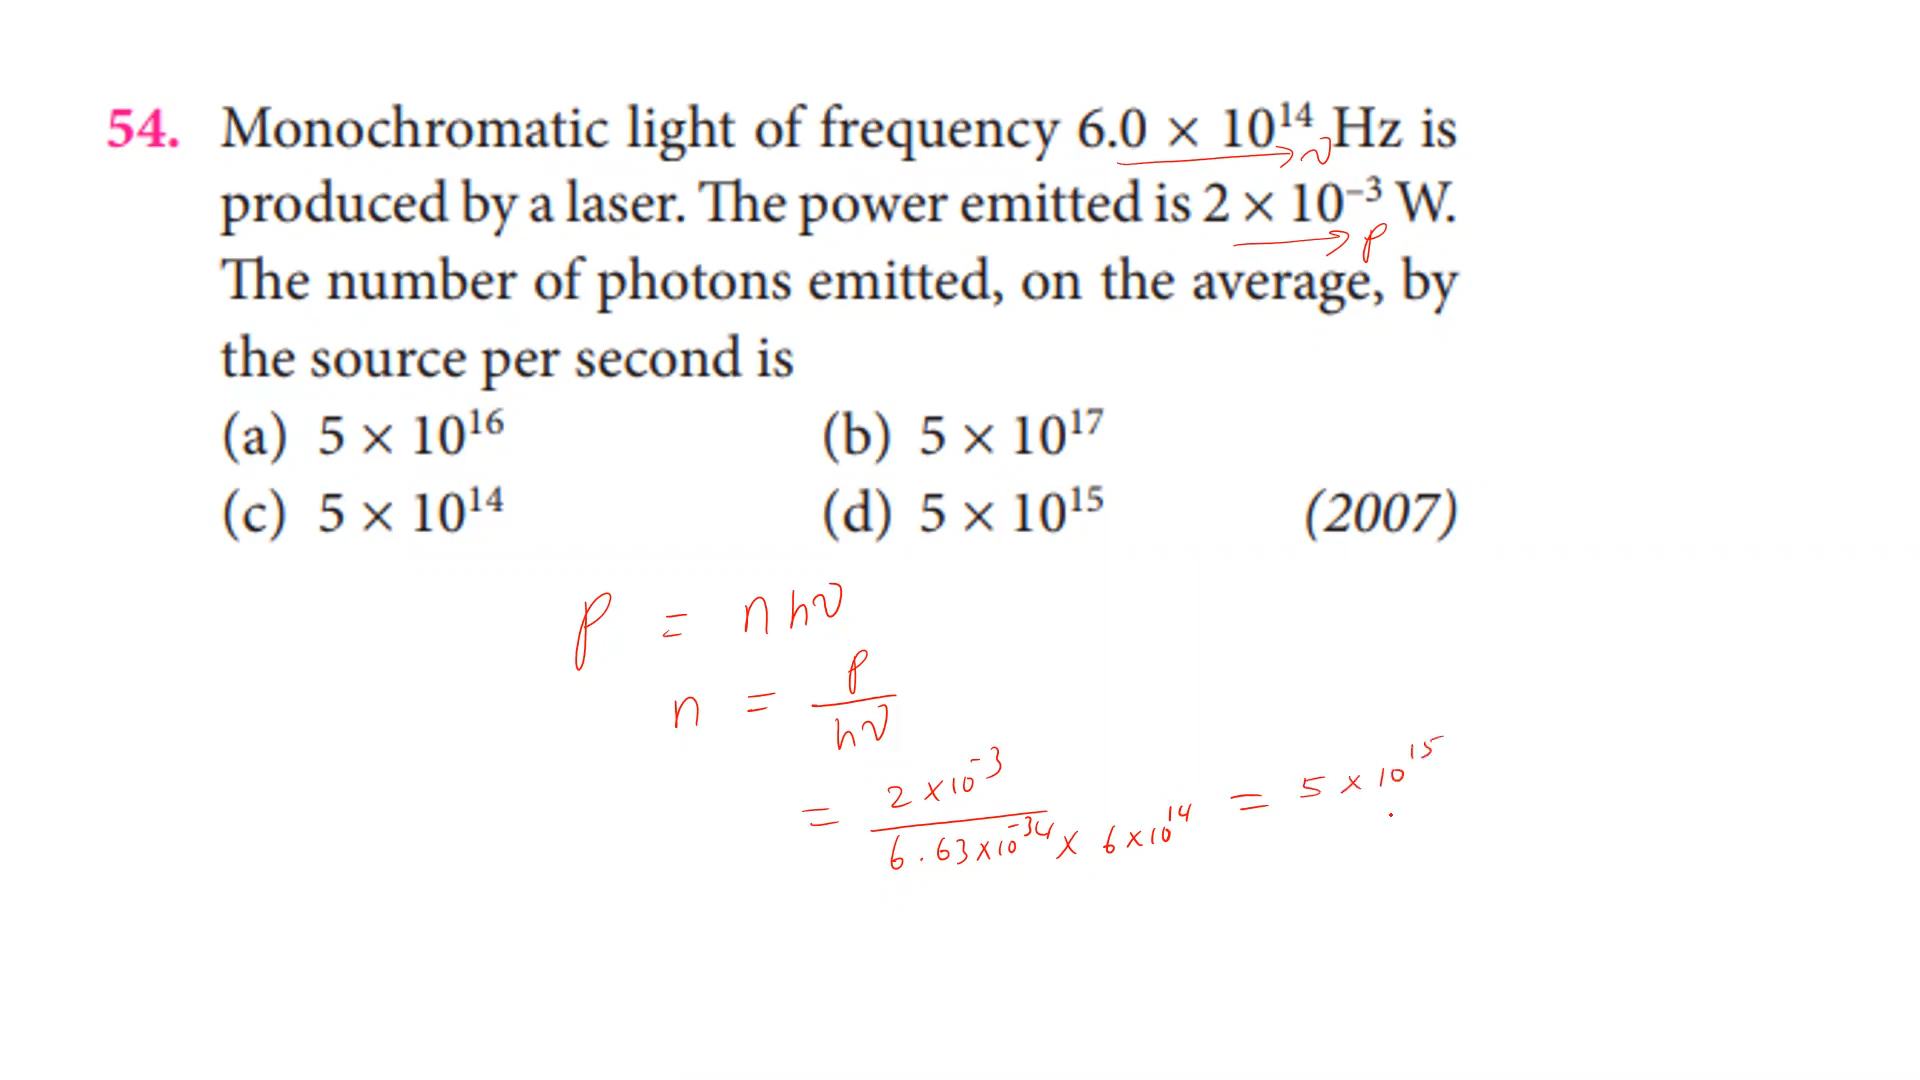 54. Monochromatic light of frequency 6.0 × 10¹⁴ Hz is
ν
produced by a laser. The power emitted is 2 × 10⁻³ W.
P
The number of photons emitted, on the average, by
the source per second is
(a) 5 × 10¹⁶ (b) 5 × 10¹⁷
(c) 5 × 10¹⁴ (d) 5 × 10¹⁵ (2007)
P = nhν
n = P / hν
= 2 × 10⁻³ / 6.63 × 10⁻³⁴ × 6 × 10¹⁴ = 5 × 10¹⁵